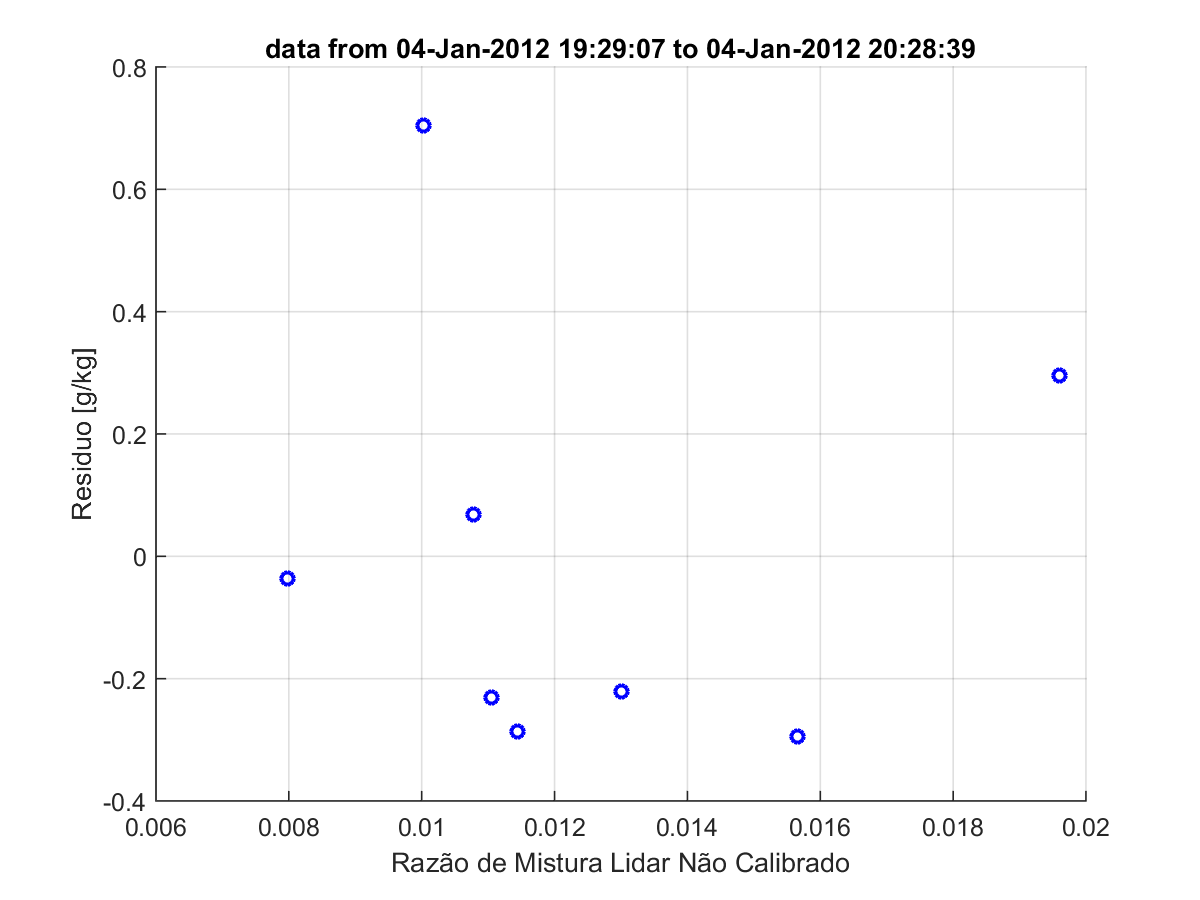 data from 04-Jan-2012 19:29:07 to 04-Jan-2012 20:28:39
0.8
0.6
0.4
0.2
0
-0.2
-0.4
Residuo [g/kg]
0.006 0.008 0.01 0.012 0.014 0.016 0.018 0.02
Razão de Mistura Lidar Não Calibrado